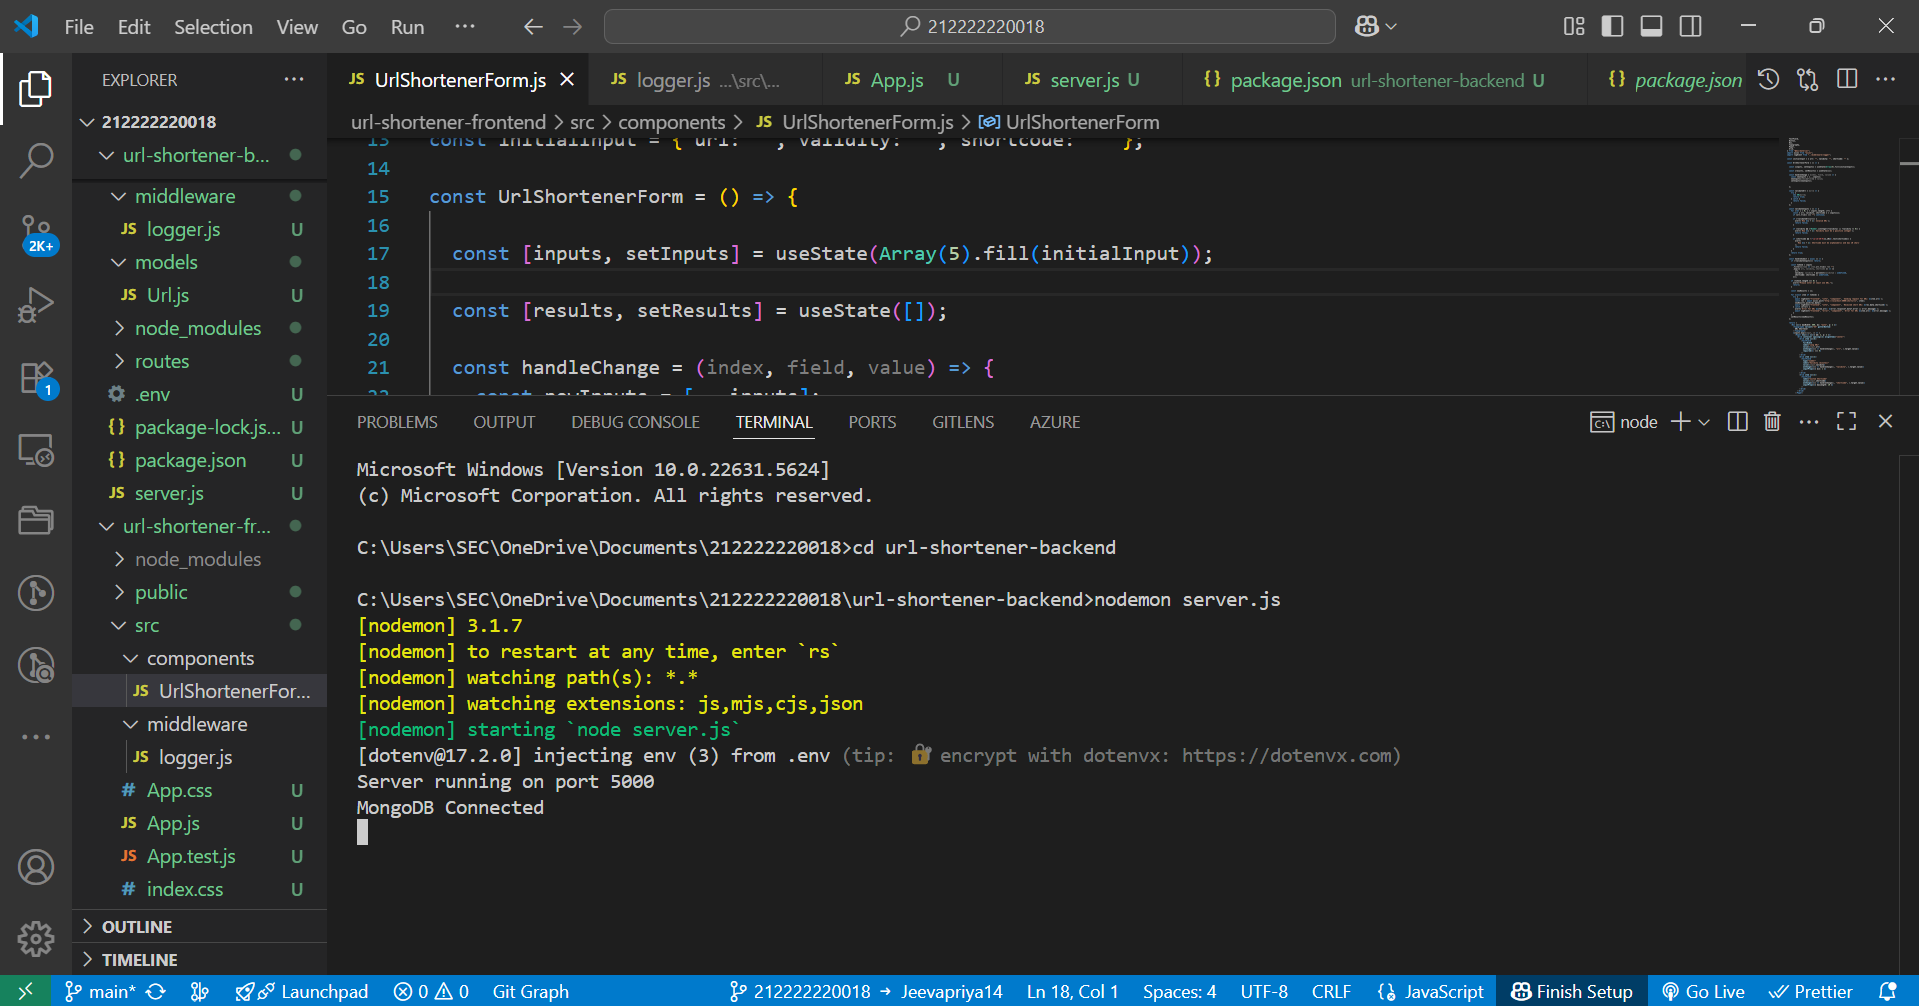 File Edit Selection View Go Run ··· 212222220018
EXPLORER ···
212222220018
url-shortener-b...
middleware
logger.js U
models
Url.js U
node_modules
routes
.env U
package-lock.js... U
package.json U
server.js U
url-shortener-fr...
node_modules
public
src
components
UrlShortenerFor...
middleware
logger.js
App.css U
App.js U
App.test.js U
index.css U
OUTLINE
TIMELINE
2K+
1
JS UrlShortenerForm.js JS logger.js ...\src\... JS App.js U JS server.js U {} package.json url-shortener-backend U {} package.json
url-shortener-frontend > src > components > JS UrlShortenerForm.js > UrlShortenerForm
13 const initialInput = { url: '', validity: '', shortcode: '' };
14
15 const UrlShortenerForm = () => {
16
17 const [inputs, setInputs] = useState(Array(5).fill(initialInput));
18
19 const [results, setResults] = useState([]);
20
21 const handleChange = (index, field, value) => {
22 const newInputs = [...inputs];
PROBLEMS OUTPUT DEBUG CONSOLE TERMINAL PORTS GITLENS AZURE node
Microsoft Windows [Version 10.0.22631.5624]
(c) Microsoft Corporation. All rights reserved.
C:\Users\SEC\OneDrive\Documents\212222220018>cd url-shortener-backend
C:\Users\SEC\OneDrive\Documents\212222220018\url-shortener-backend>nodemon server.js
[nodemon] 3.1.7
[nodemon] to restart at any time, enter `rs`
[nodemon] watching path(s): *.*
[nodemon] watching extensions: js,mjs,cjs,json
[nodemon] starting `node server.js`
[dotenv@17.2.0] injecting env (3) from .env (tip: 🔐 encrypt with dotenvx: https://dotenvx.com)
Server running on port 5000
MongoDB Connected
main* Launchpad 0 0 Git Graph 212222220018 → Jeevapriya14 Ln 18, Col 1 Spaces: 4 UTF-8 CRLF {} JavaScript Finish Setup Go Live Prettier